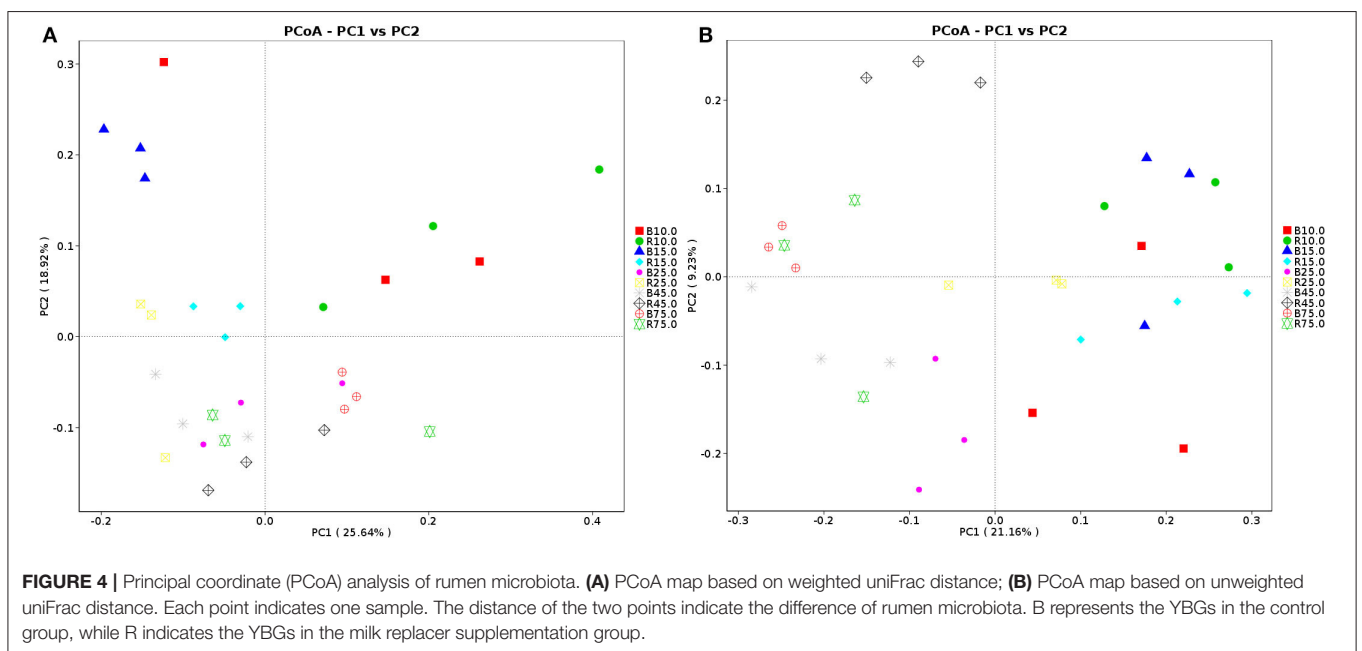 A
PCoA - PC1 vs PC2
0.3
0.2
0.1
0.0
-0.1
PC2 ( 18.92% )
-0.2
0.0
0.2
0.4
PC1 ( 25.64% )
B10.0
R10.0
B15.0
R15.0
B25.0
R25.0
B45.0
R45.0
B75.0
R75.0
B
PCoA - PC1 vs PC2
0.2
0.1
0.0
-0.1
-0.2
PC2 ( 9.23% )
-0.3
-0.2
-0.1
0.0
0.1
0.2
0.3
PC1 ( 21.16% )
B10.0
R10.0
B15.0
R15.0
B25.0
R25.0
B45.0
R45.0
B75.0
R75.0
FIGURE 4 | Principal coordinate (PCoA) analysis of rumen microbiota. (A) PCoA map based on weighted uniFrac distance; (B) PCoA map based on unweighted
uniFrac distance. Each point indicates one sample. The distance of the two points indicate the difference of rumen microbiota. B represents the YBGs in the control
group, while R indicates the YBGs in the milk replacer supplementation group.